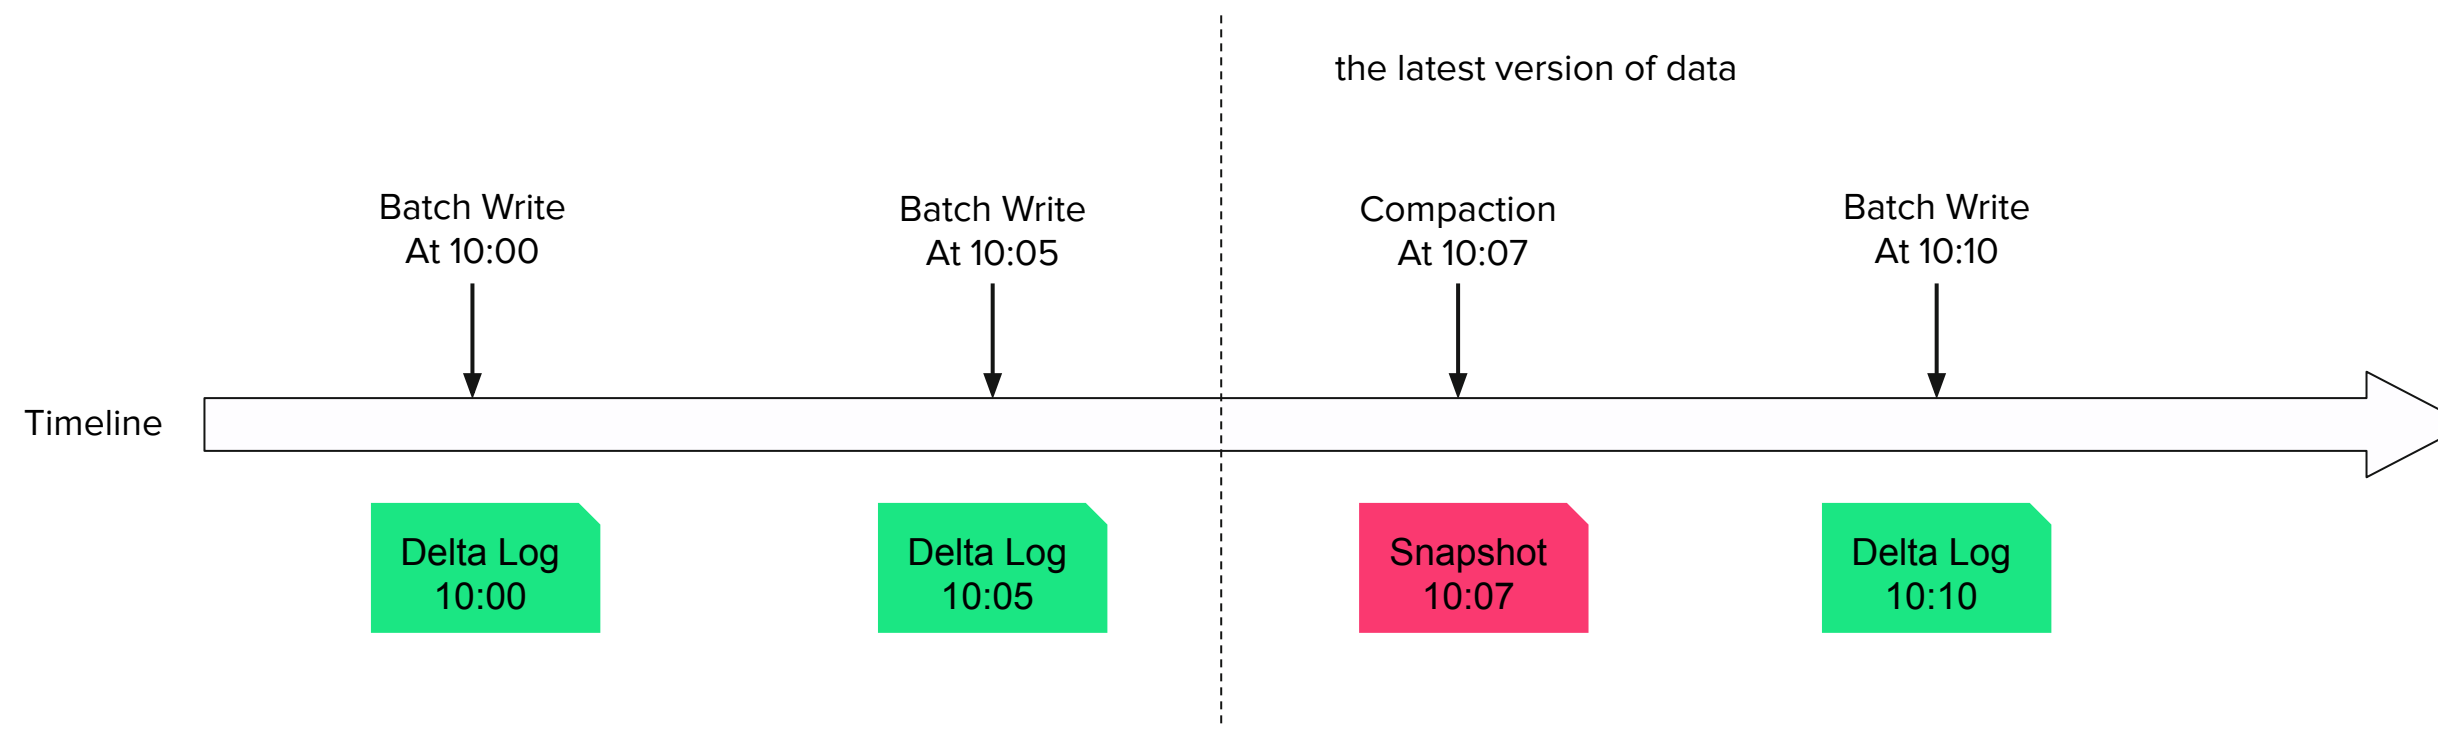 the latest version of data
Batch Write
At 10:00
Batch Write
At 10:05
Compaction
At 10:07
Batch Write
At 10:10
Timeline
Delta Log
10:00
Delta Log
10:05
Snapshot
10:07
Delta Log
10:10